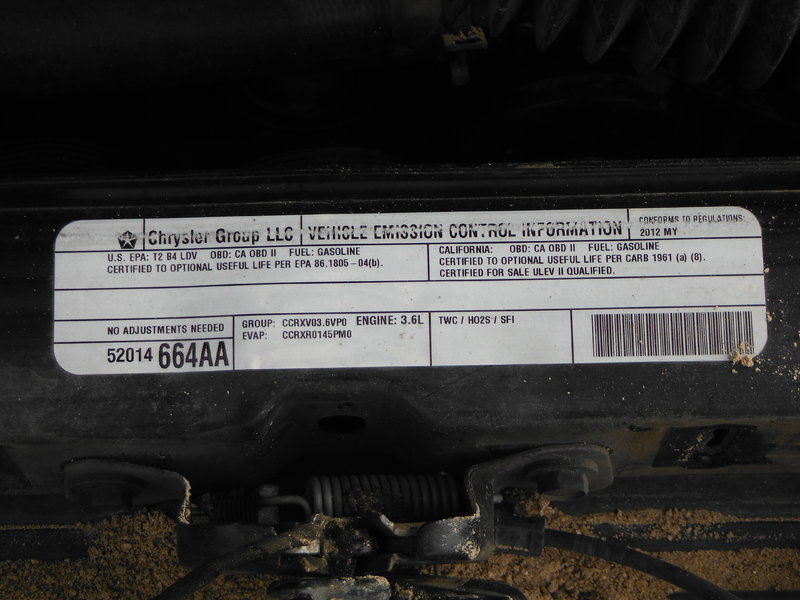 Chrysler Group LLC VEHICLE EMISSION CONTROL INFORMATION CONFORMS TO REGULATIONS:
2012 MY
U.S. EPA: T2 B4 LDV OBD: CA OBD II FUEL: GASOLINE
CERTIFIED TO OPTIONAL USEFUL LIFE PER EPA 86.1805-04(b).
CALIFORNIA: OBD: CA OBD II FUEL: GASOLINE
CERTIFIED TO OPTIONAL USEFUL LIFE PER CARB 1961 (a) (8).
CERTIFIED FOR SALE ULEV II QUALIFIED.
NO ADJUSTMENTS NEEDED
52014 664AA
GROUP: CCRXV03.6VP0 ENGINE: 3.6L
EVAP: CCRXR0145PM0
TWC / HO2S / SFI